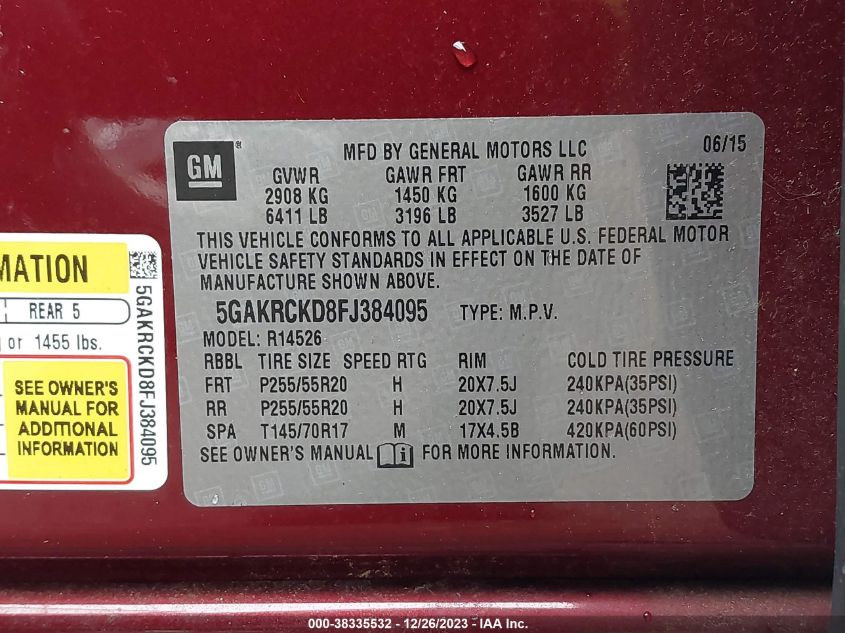 GM ®
MFD BY GENERAL MOTORS LLC
06/15
GVWR GAWR FRT GAWR RR
2908 KG 1450 KG 1600 KG
6411 LB 3196 LB 3527 LB
THIS VEHICLE CONFORMS TO ALL APPLICABLE U.S. FEDERAL MOTOR
VEHICLE SAFETY STANDARDS IN EFFECT ON THE DATE OF
MANUFACTURE SHOWN ABOVE.
5GAKRCKD8FJ384095 TYPE: M.P.V.
MODEL: R14526
RBBL TIRE SIZE SPEED RTG RIM COLD TIRE PRESSURE
FRT P255/55R20 H 20X7.5J 240KPA(35PSI)
RR P255/55R20 H 20X7.5J 240KPA(35PSI)
SPA T145/70R17 M 17X4.5B 420KPA(60PSI)
SEE OWNER'S MANUAL i FOR MORE INFORMATION.
REAR 5
or 1455 lbs.
SEE OWNER'S
MANUAL FOR
ADDITIONAL
INFORMATION
5GAKRCKD8FJ384095
000-38335532 - 12/26/2023 - IAA Inc.